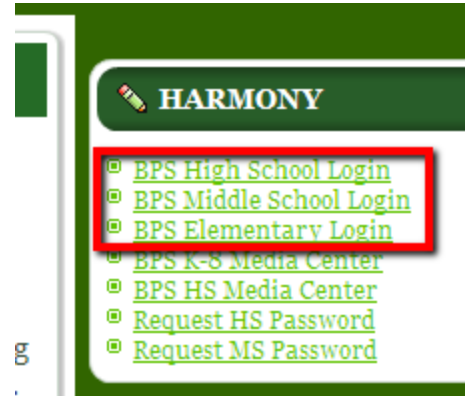 HARMONY
BPS High School Login
BPS Middle School Login
BPS Elementary Login
BPS K-8 Media Center
BPS HS Media Center
Request HS Password
Request MS Password
g